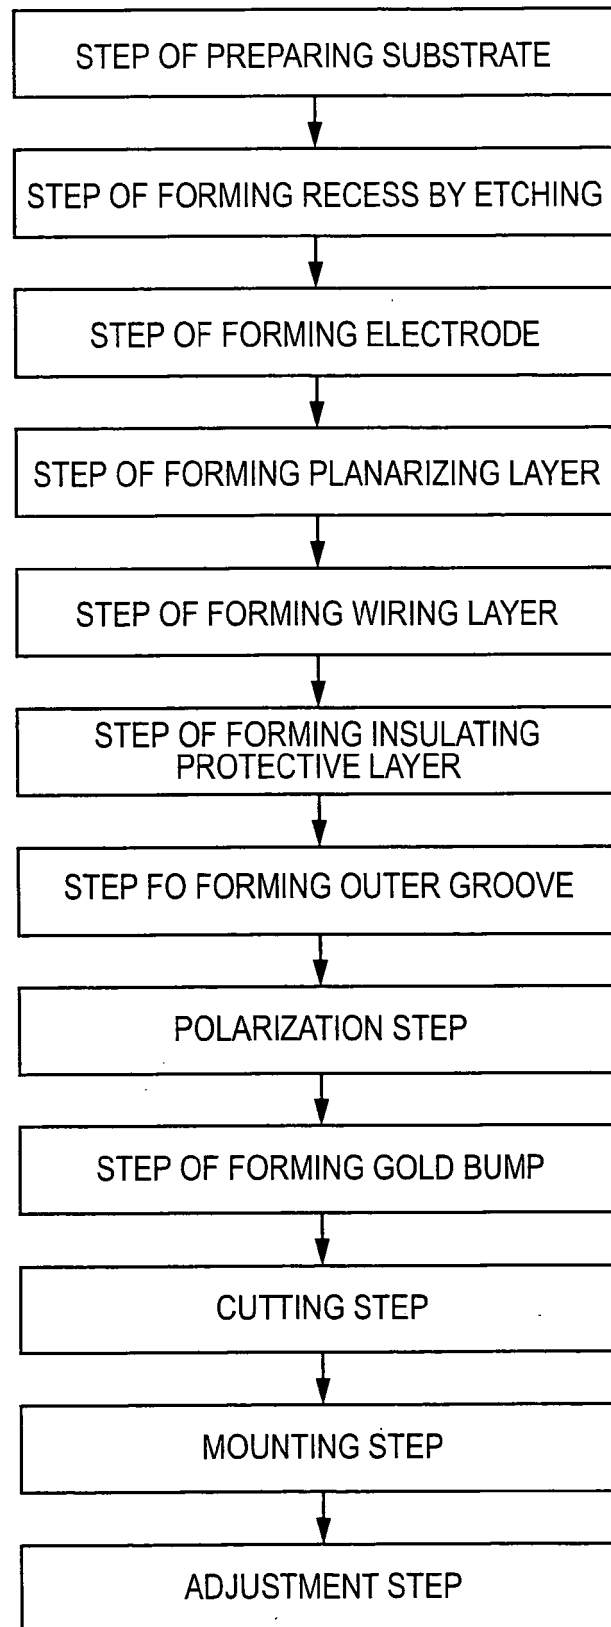 STEP OF PREPARING SUBSTRATE
STEP OF FORMING RECESS BY ETCHING
STEP OF FORMING ELECTRODE
STEP OF FORMING PLANARIZING LAYER
STEP OF FORMING WIRING LAYER
STEP OF FORMING INSULATING
PROTECTIVE LAYER
STEP FO FORMING OUTER GROOVE
POLARIZATION STEP
STEP OF FORMING GOLD BUMP
CUTTING STEP
MOUNTING STEP
ADJUSTMENT STEP